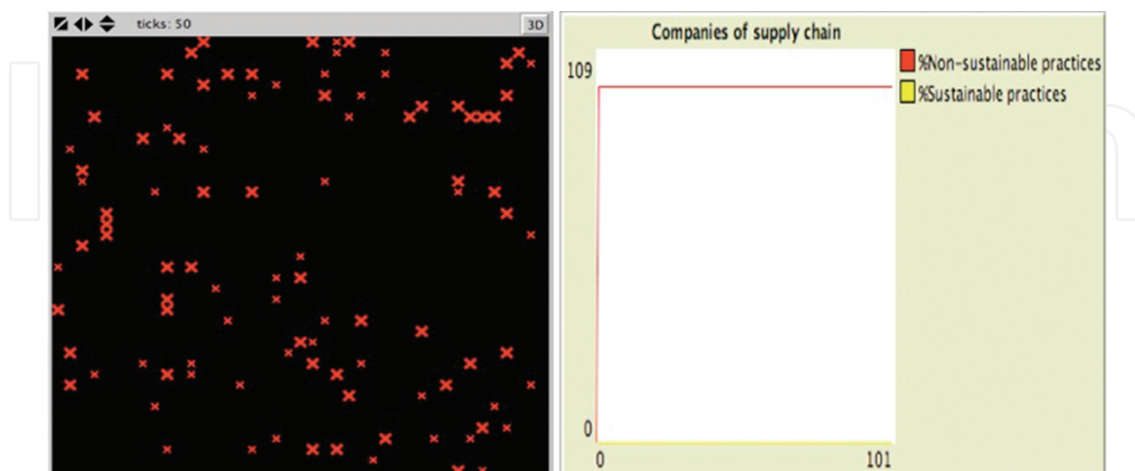 ticks: 50
3D
Companies of supply chain
109
0
0
101
%Non-sustainable practices
%Sustainable practices